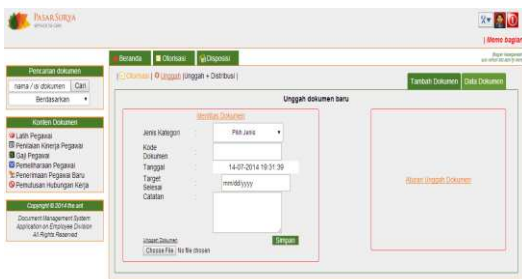 PASAR SURYA
| Memo bagian
Beranda
Otorisasi
Disposisi
Otorisasi | Unggah (Unggah + Distribusi) |
Tambah Dokumen
Data Dokumen
Pencarian dokumen
nama / isi dokumen
Cari
Berdasarkan
Konten Dokumen
Latih Pegawai
Penilaian Kinerja Pegawai
Gaji Pegawai
Pemeliharaan Pegawai
Penerimaan Pegawai Baru
Pemutusan Hubungan Kerja
Copyright © 2014
Document Management System
Application on Employee Division
All Rights Reserved
Unggah dokumen baru
Identitas Dokumen
Jenis Kategori :
Pilih Jenis
Kode
Dokumen
Tanggal
14-07-2014 19:31:39
Target
Selesai
mm/dd/yyyy
Catatan
Unggah Dokumen
Simpan
Choose File No file chosen
Aturan Unggah Dokumen